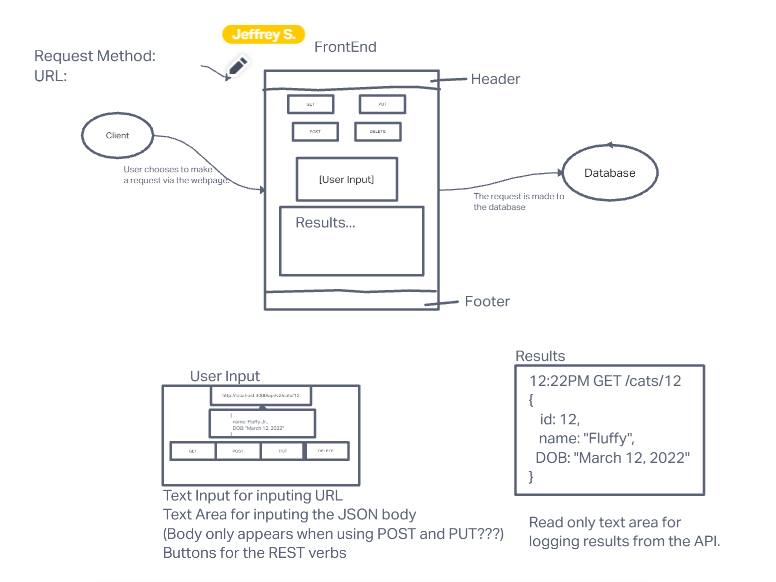 Jeffrey S.
FrontEnd
Request Method:
URL:
Header
GET
PUT
POST
DELETE
Client
User chooses to make
a request via the webpage.
[User Input]
Database
The request is made to
the database
Results...
Footer
User Input
http://localhost:3000/api/v2/cats/12
{
name: Fluffy Jr.,
DOB: "March 12, 2022"
}
GET
POST
PUT
DELETE
Text Input for inputing URL
Text Area for inputing the JSON body
(Body only appears when using POST and PUT???)
Buttons for the REST verbs
Results
12:22PM GET /cats/12
{
id: 12,
name: "Fluffy",
DOB: "March 12, 2022"
}
Read only text area for
logging results from the API.